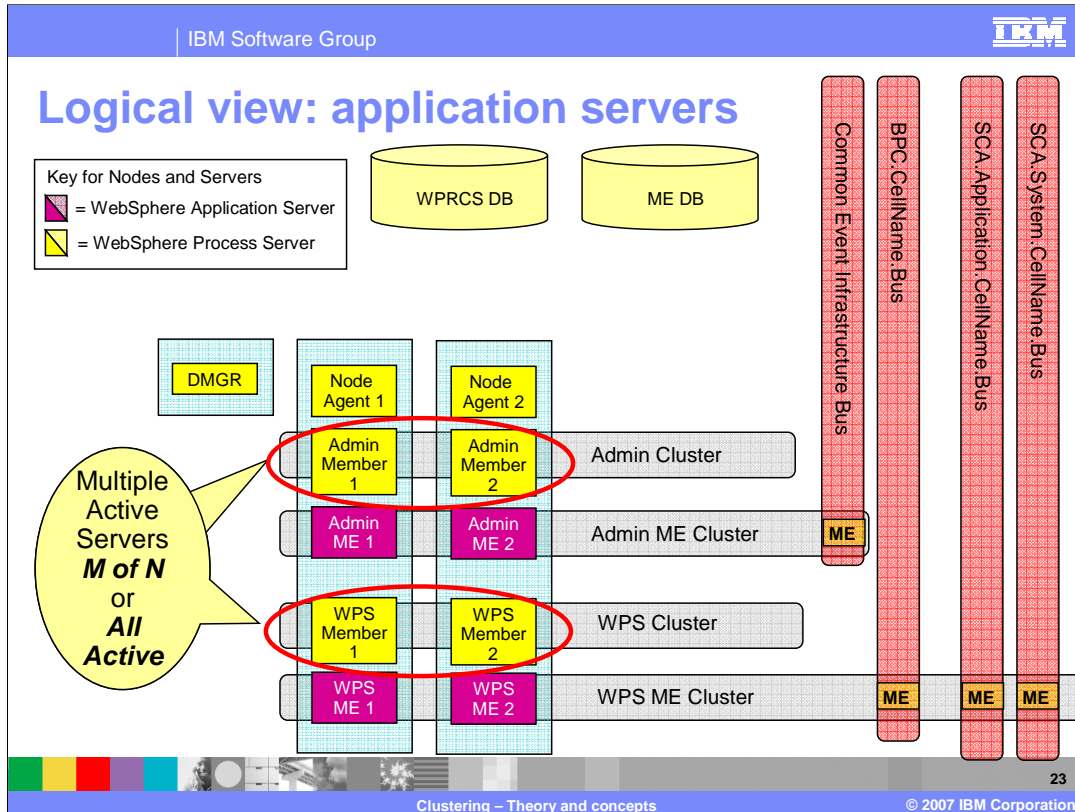 IBM Software Group
IBM
Logical view: application servers
Key for Nodes and Servers
= WebSphere Application Server
= WebSphere Process Server
WPRCS DB
ME DB
Common Event Infrastructure Bus
BPC.CellName.Bus
SCA.Application.CellName.Bus
SCA.System.CellName.Bus
DMGR
Node
Agent 1
Node
Agent 2
Admin
Member
1
Admin
Member
2
Admin Cluster
Multiple
Active
Servers
M of N
or
All
Active
Admin
ME 1
Admin
ME 2
Admin ME Cluster
ME
WPS
Member
1
WPS
Member
2
WPS Cluster
WPS
ME 1
WPS
ME 2
WPS ME Cluster
ME
ME
ME
23
Clustering – Theory and concepts
© 2007 IBM Corporation